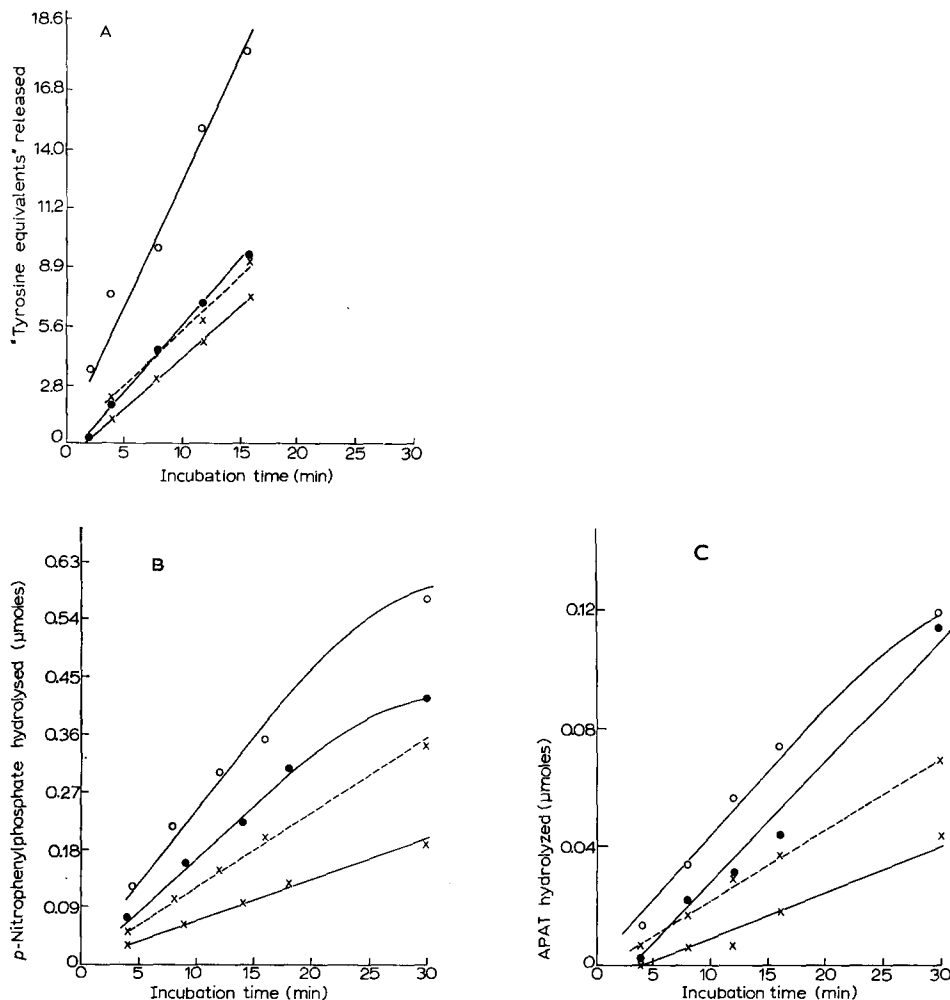 A
18.6
16.8
14.0
11.2
8.9
5.6
2.8
0
"Tyrosine equivalents" released
0 5 10 15 20 25 30
Incubation time (min)
B
0.63
0.54
0.45
0.36
0.27
0.18
0.09
0
p-Nitrophenylphosphate hydrolysed (μmoles)
0 5 10 15 20 25 30
Incubation time (min)
C
0.12
0.08
0.04
0
APAT hydrolyzed (μmoles)
0 5 10 15 20 25 30
Incubation time (min)